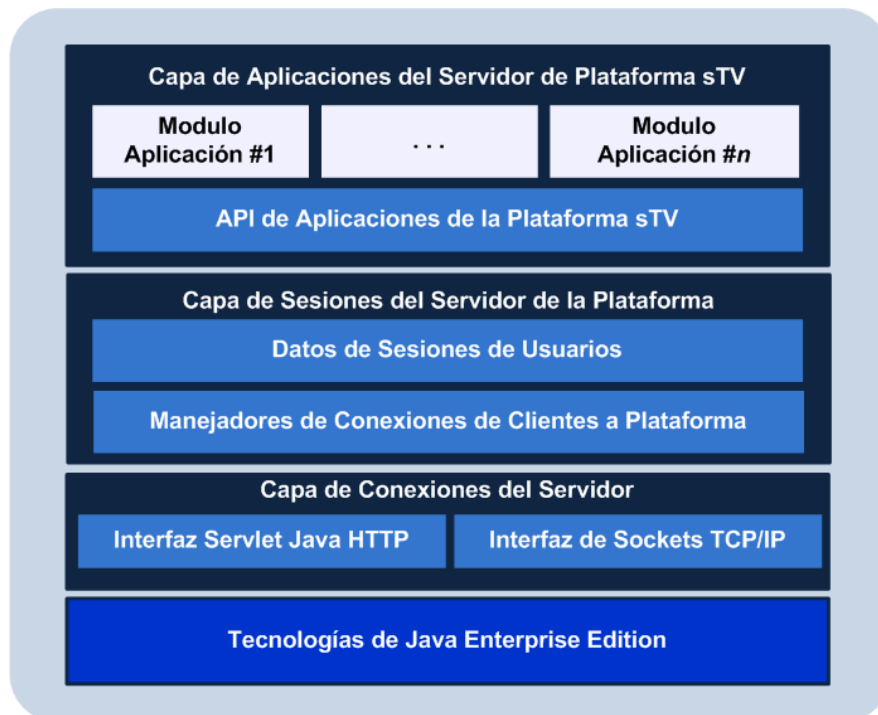 Capa de Aplicaciones del Servidor de Plataforma sTV
Modulo
Aplicación #1
. . .
Modulo
Aplicación #n
API de Aplicaciones de la Plataforma sTV
Capa de Sesiones del Servidor de la Plataforma
Datos de Sesiones de Usuarios
Manejadores de Conexiones de Clientes a Plataforma
Capa de Conexiones del Servidor
Interfaz Servlet Java HTTP
Interfaz de Sockets TCP/IP
Tecnologías de Java Enterprise Edition